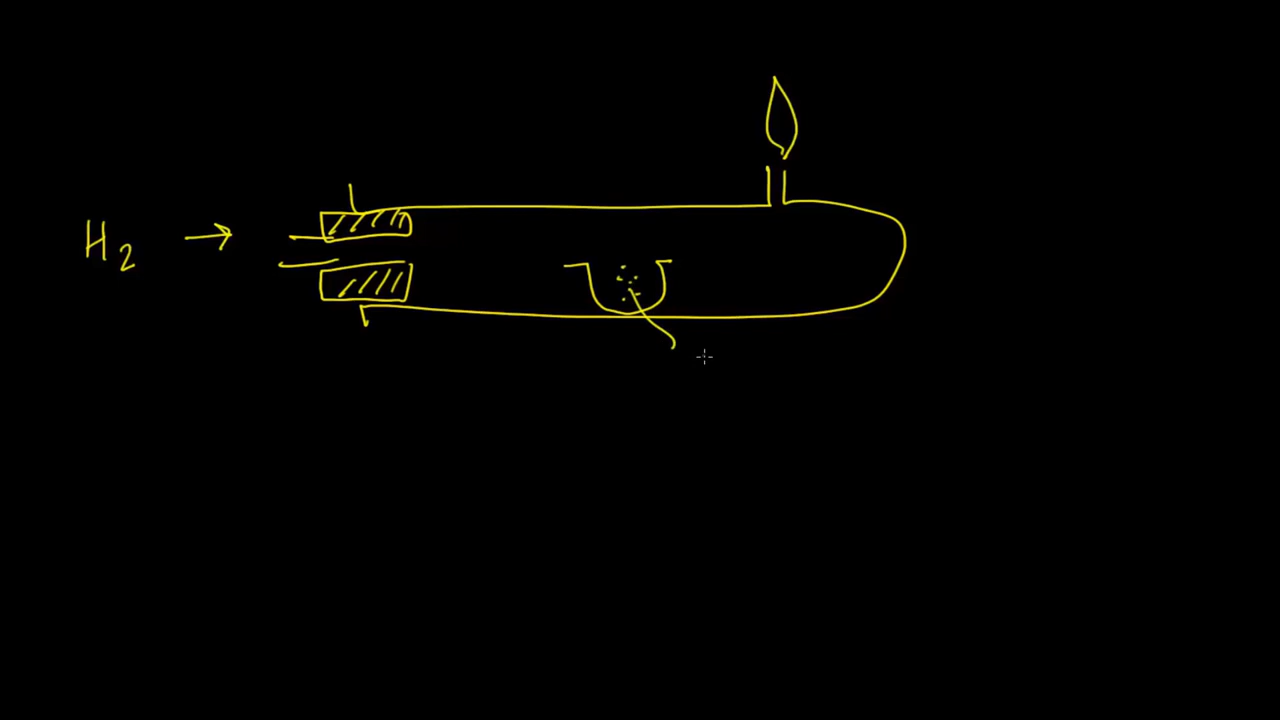 H₂ →